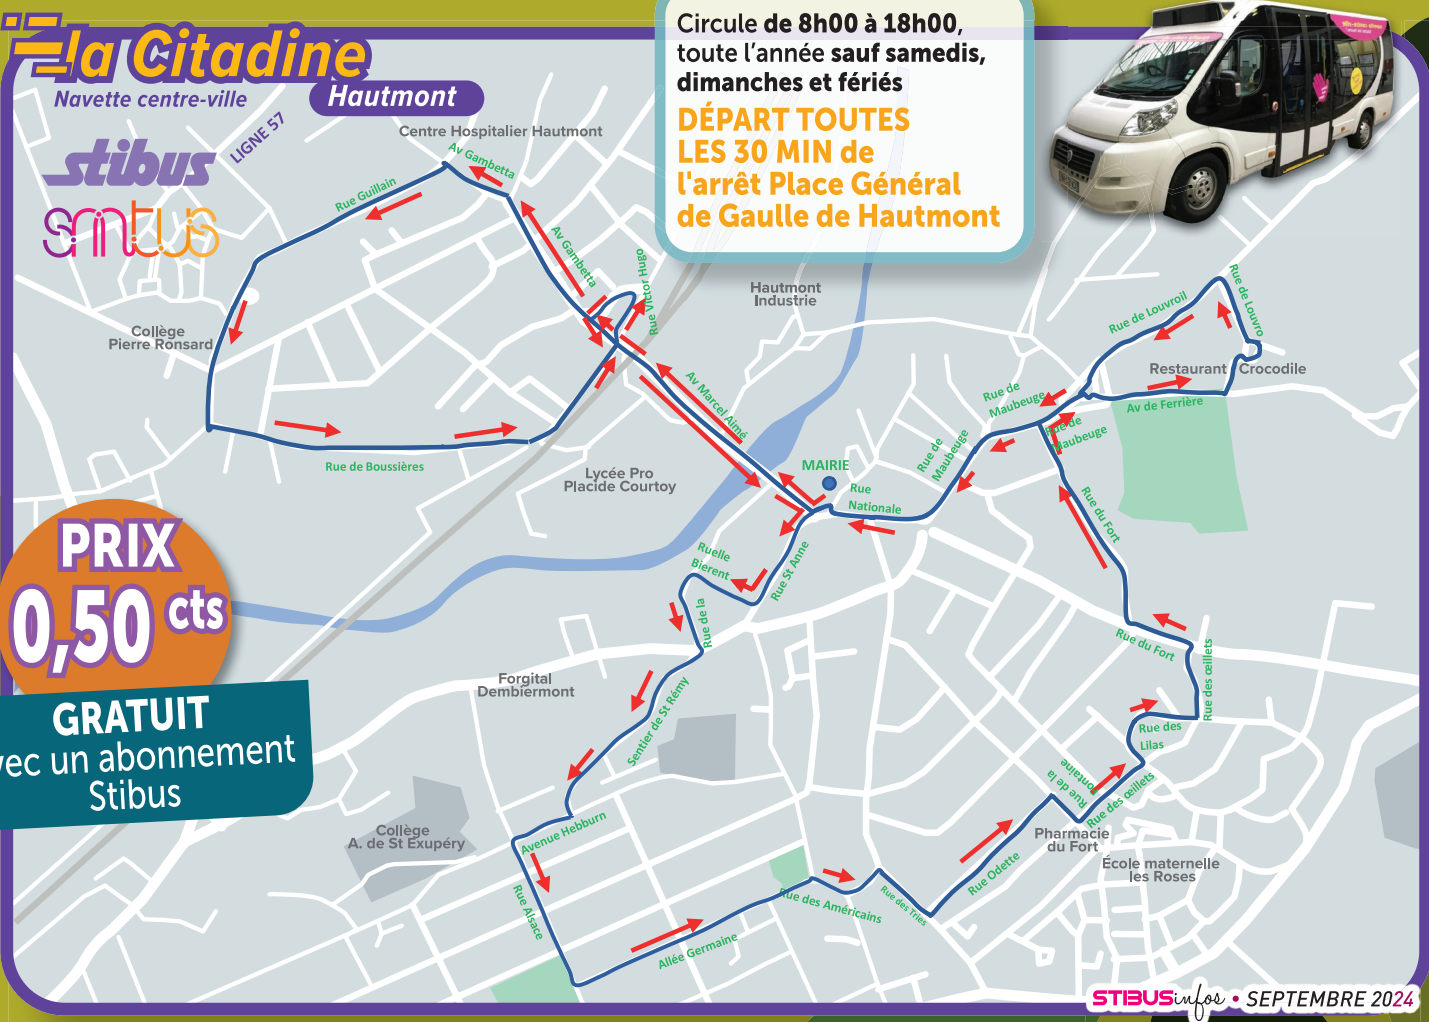 la Citadine
Navette centre-ville
Hautmont
LIGNE 57
stibus
smtus
Circule de 8h00 à 18h00,
toute l'année sauf samedis,
dimanches et fériés
DÉPART TOUTES
LES 30 MIN de
l'arrêt Place Général
de Gaulle de Hautmont
Centre Hospitalier Hautmont
Av Gambetta
Rue Guillain
Av Gambetta
Rue Victor Hugo
Hautmont
Industrie
Collège
Pierre Ronsard
Rue de Louvroil
Rue de Louvro
Restaurant Crocodile
Av de Ferrière
Rue de
Maubeuge
Rue de
Maubeuge
Rue de
Maubeuge
Av Marcel Aimé
Rue de Boussières
Lycée Pro
Placide Courtoy
MAIRIE
Rue
Nationale
Rue du Fort
Ruelle
Bierent
Rue St Anne
Rue de la
PRIX
0,50 cts
GRATUIT
vec un abonnement
Stibus
Forgital
Dembiermont
Sentier de St Rémy
Rue du Fort
Rue des œillets
Rue des
Lilas
Rue de la
Fontaine
Rue des œillets
Collège
A. de St Exupéry
Avenue Hebburn
Pharmacie
du Fort
École maternelle
les Roses
Rue Odette
Rue Alsace
Rue des Américains
Rue des Tries
Allée Germaine
STIBUS infos • SEPTEMBRE 2024